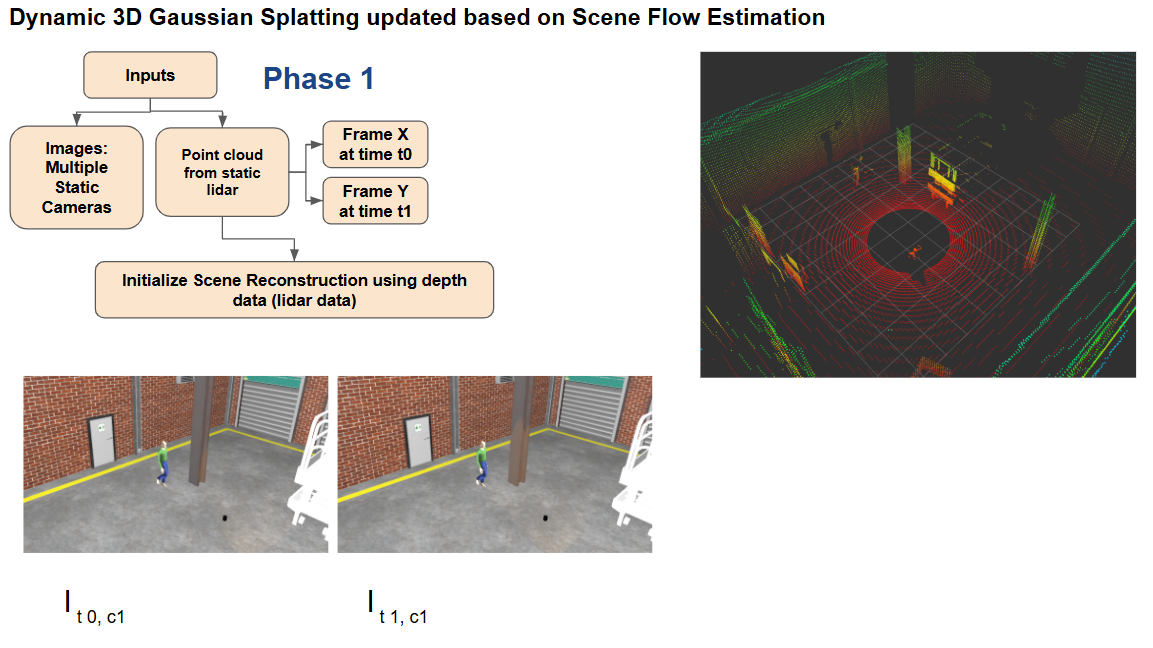 Dynamic 3D Gaussian Splatting updated based on Scene Flow Estimation
Inputs
Phase 1
Images:
Multiple
Static
Cameras
Point cloud
from static
lidar
Frame X
at time t0
Frame Y
at time t1
Initialize Scene Reconstruction using depth
data (lidar data)
I t 0, c1
I t 1, c1